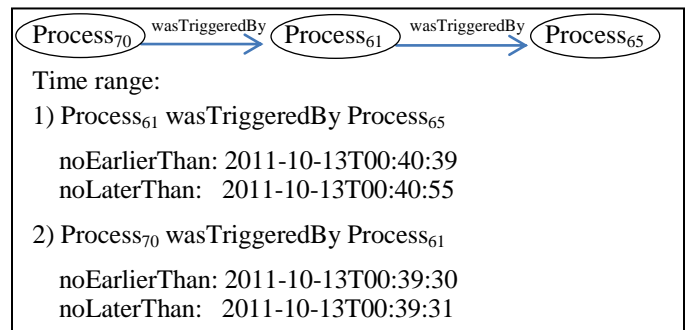 Process70 wasTriggeredBy Process61 wasTriggeredBy Process65
Time range:
1) Process61 wasTriggeredBy Process65
noEarlierThan: 2011-10-13T00:40:39
noLaterThan: 2011-10-13T00:40:55
2) Process70 wasTriggeredBy Process61
noEarlierThan: 2011-10-13T00:39:30
noLaterThan: 2011-10-13T00:39:31